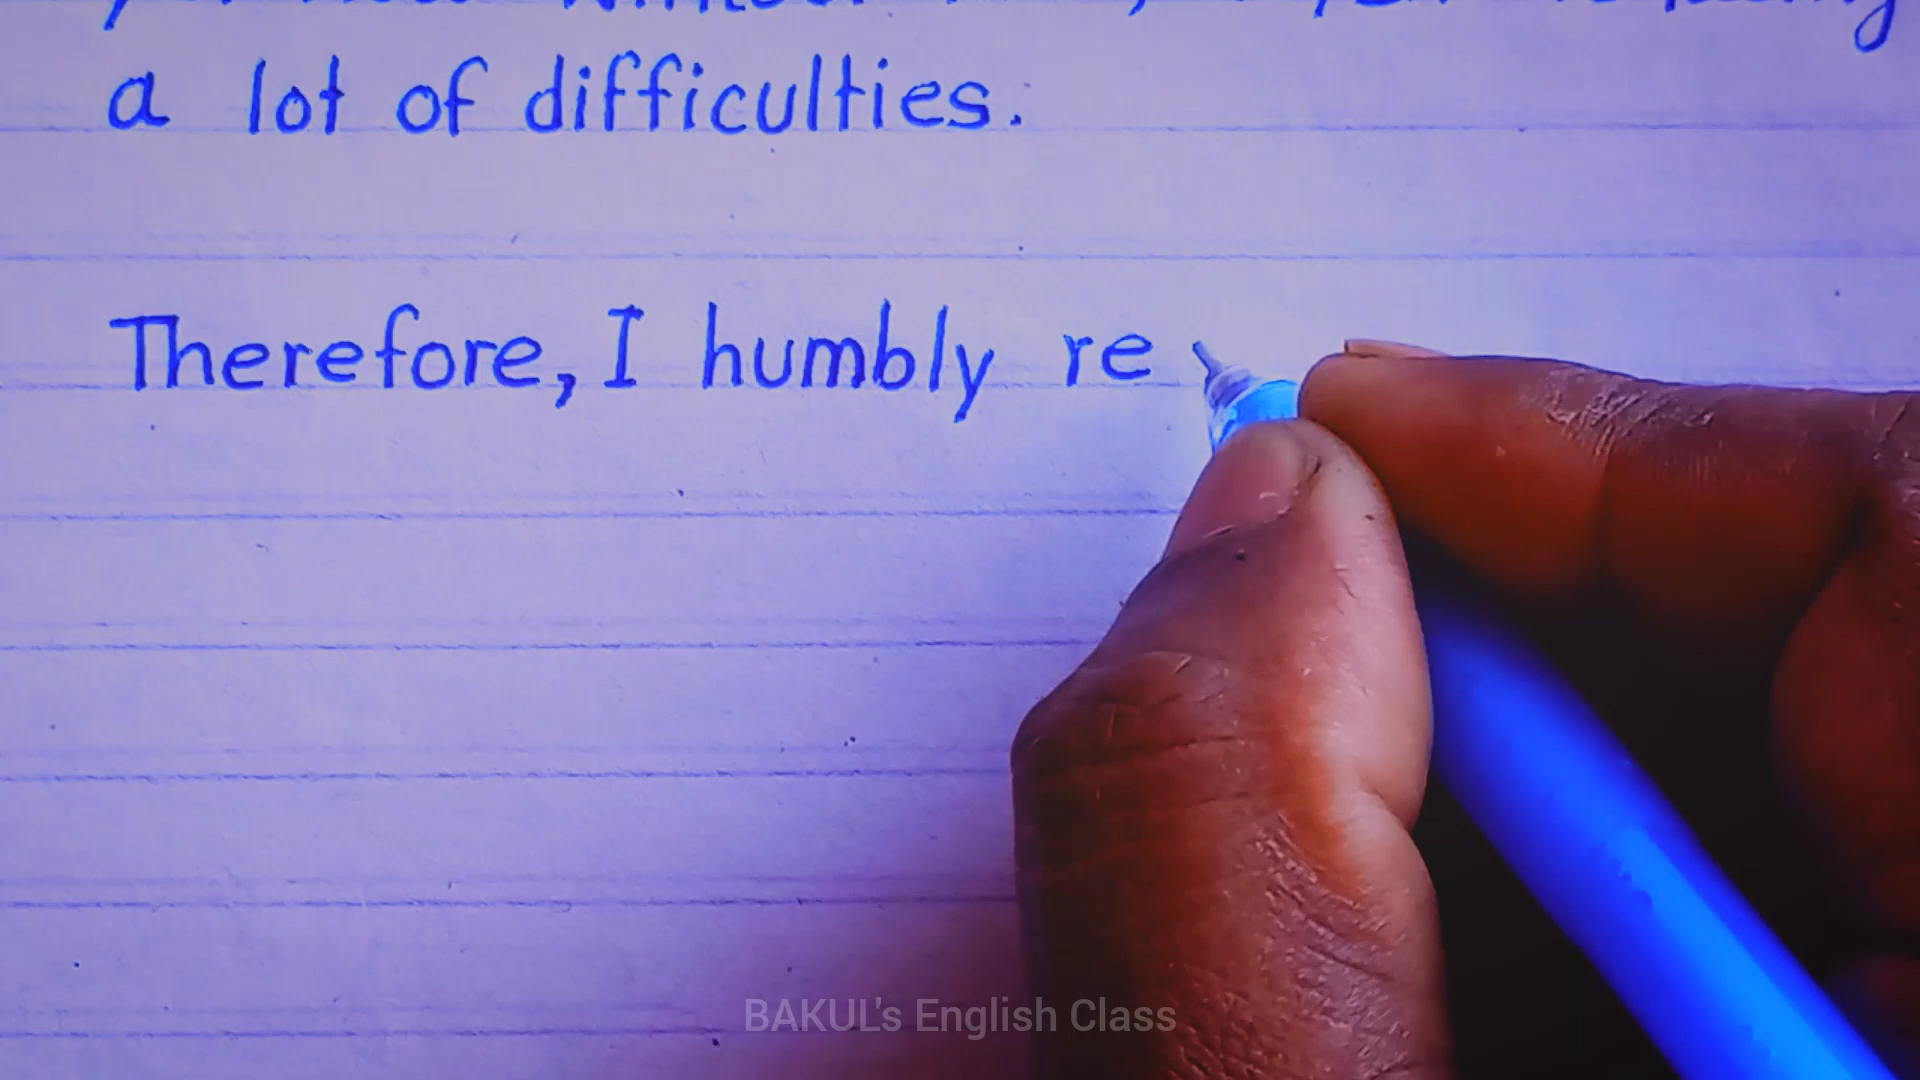 a lot of difficulties.
Therefore, I humbly re
BAKUL's English Class